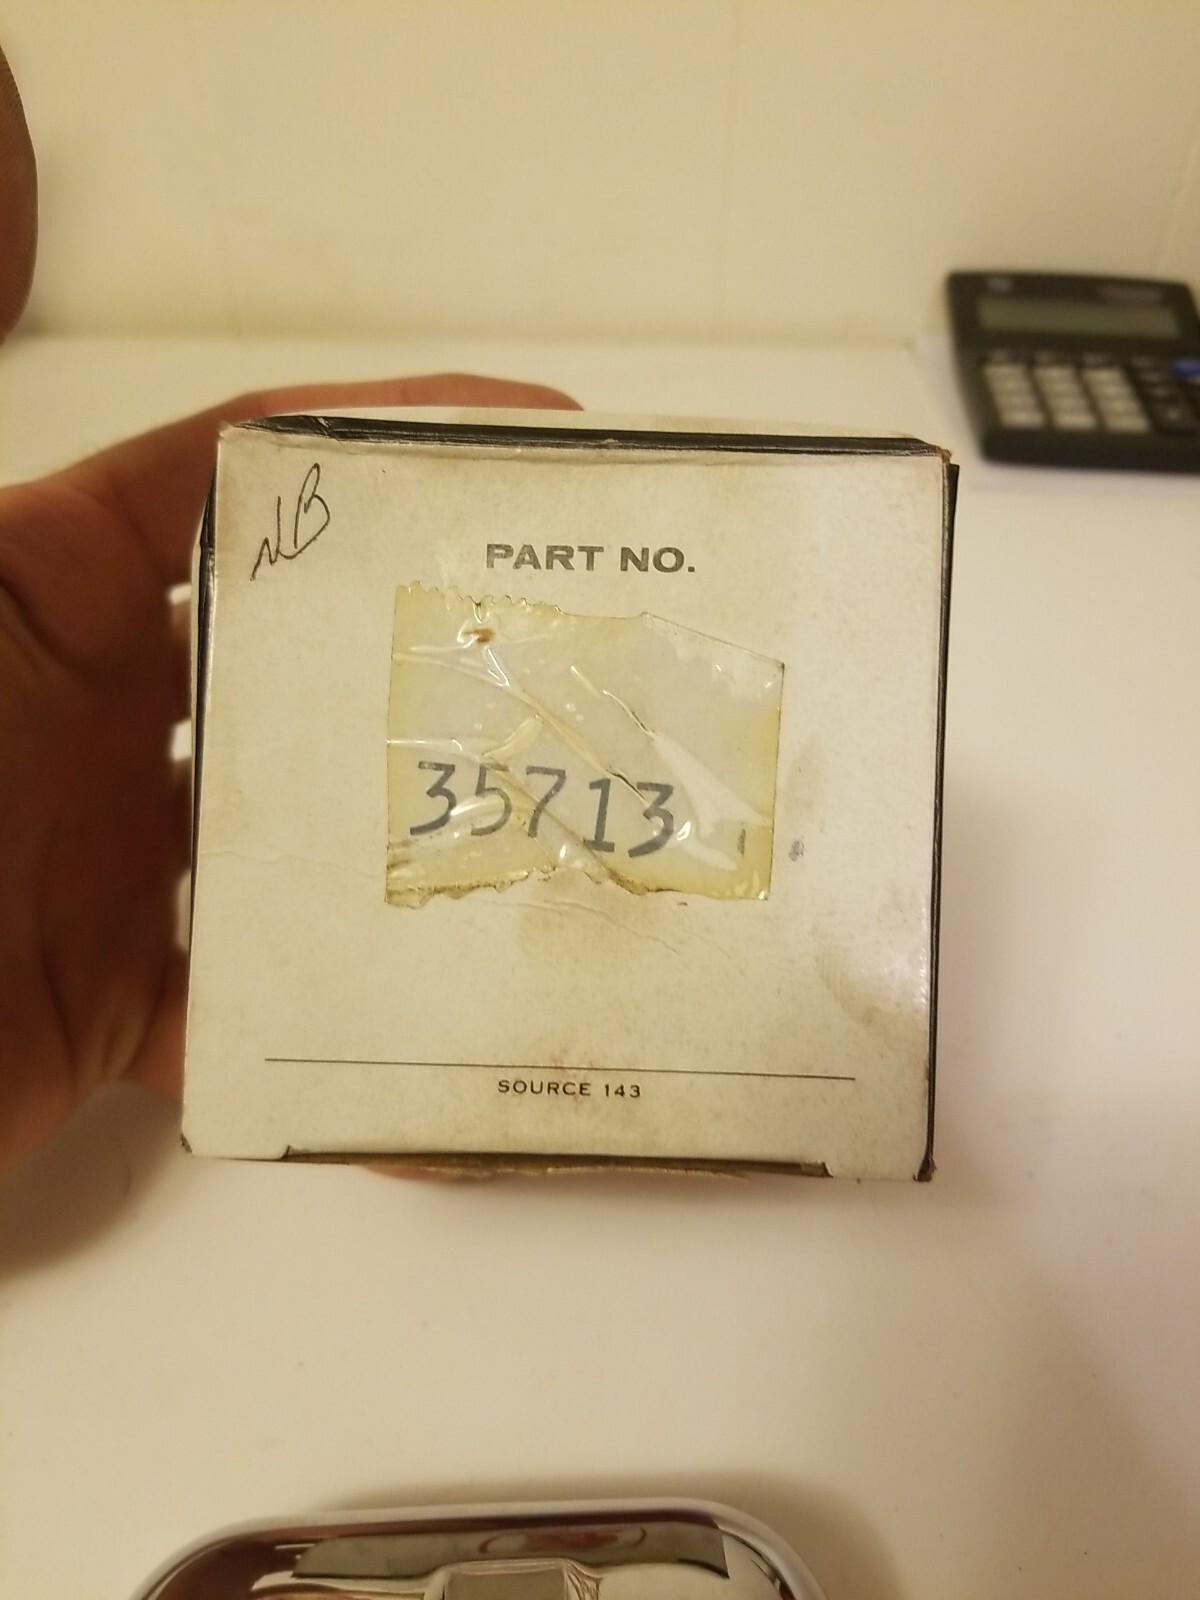 NB
PART NO.
35713
SOURCE 143